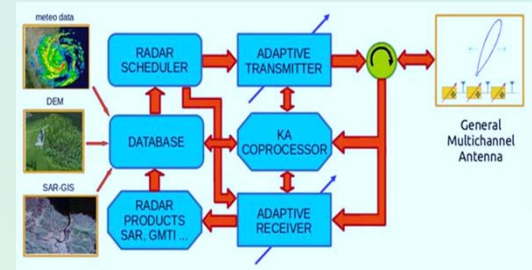 meteo data
RADAR
SCHEDULER
ADAPTIVE
TRANSMITTER
DEM
DATABASE
KA
COPROCESSOR
General
Multichannel
Antenna
SAR-GIS
RADAR
PRODUCTS
SAR, GMTI ...
ADAPTIVE
RECEIVER